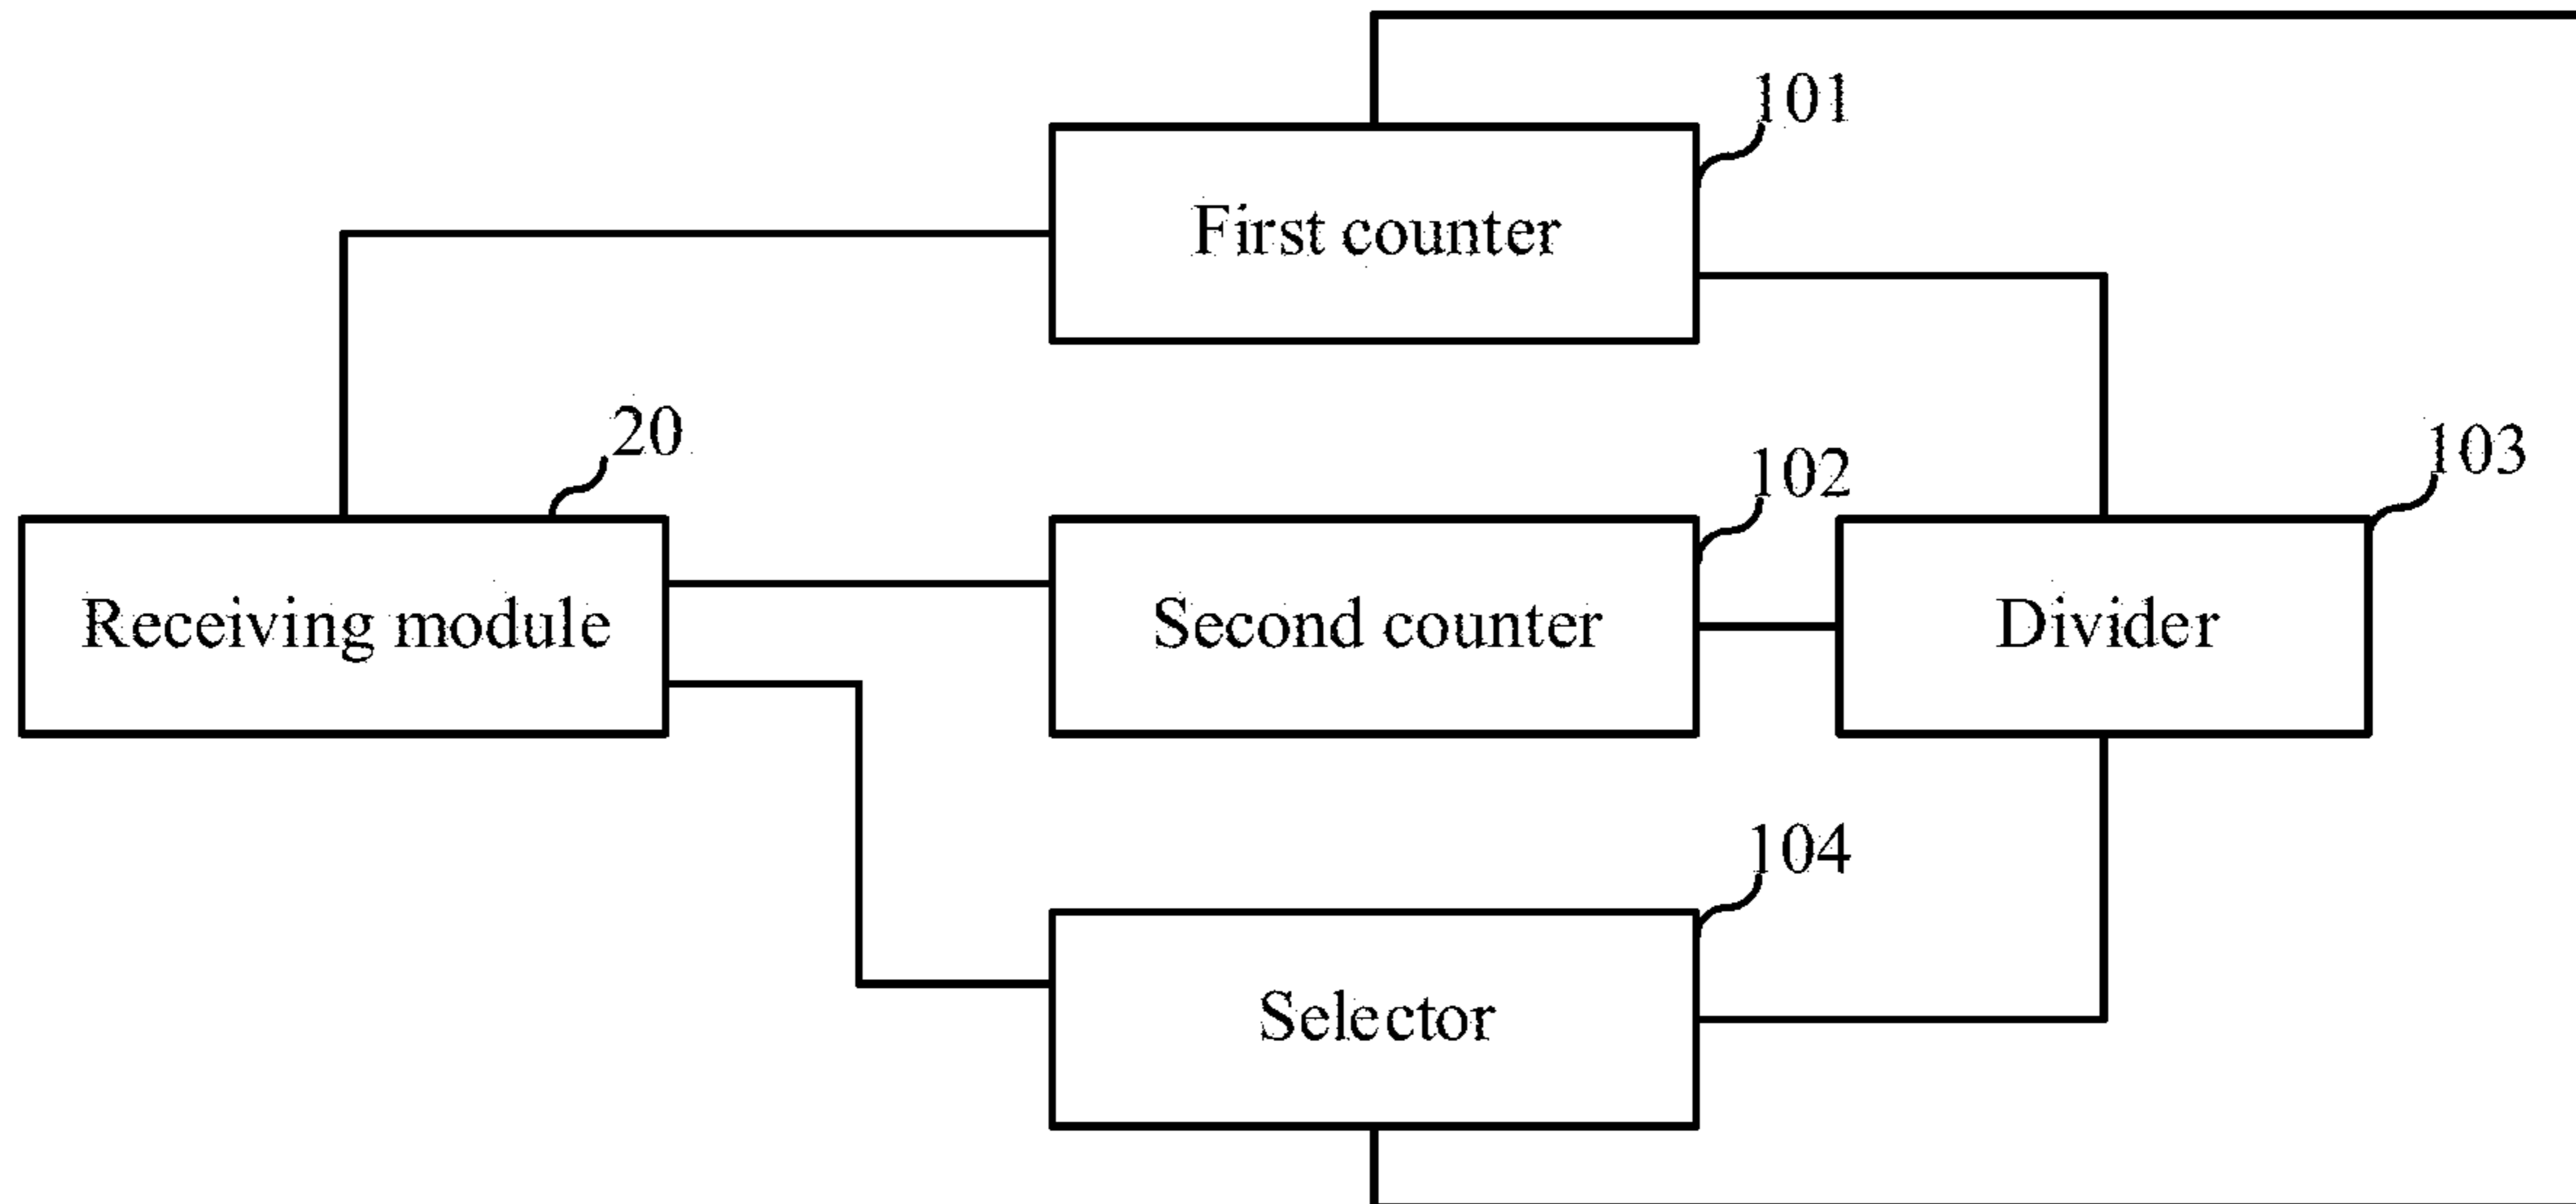 101
First counter
20
102
103
Receiving module
Second counter
Divider
104
Selector